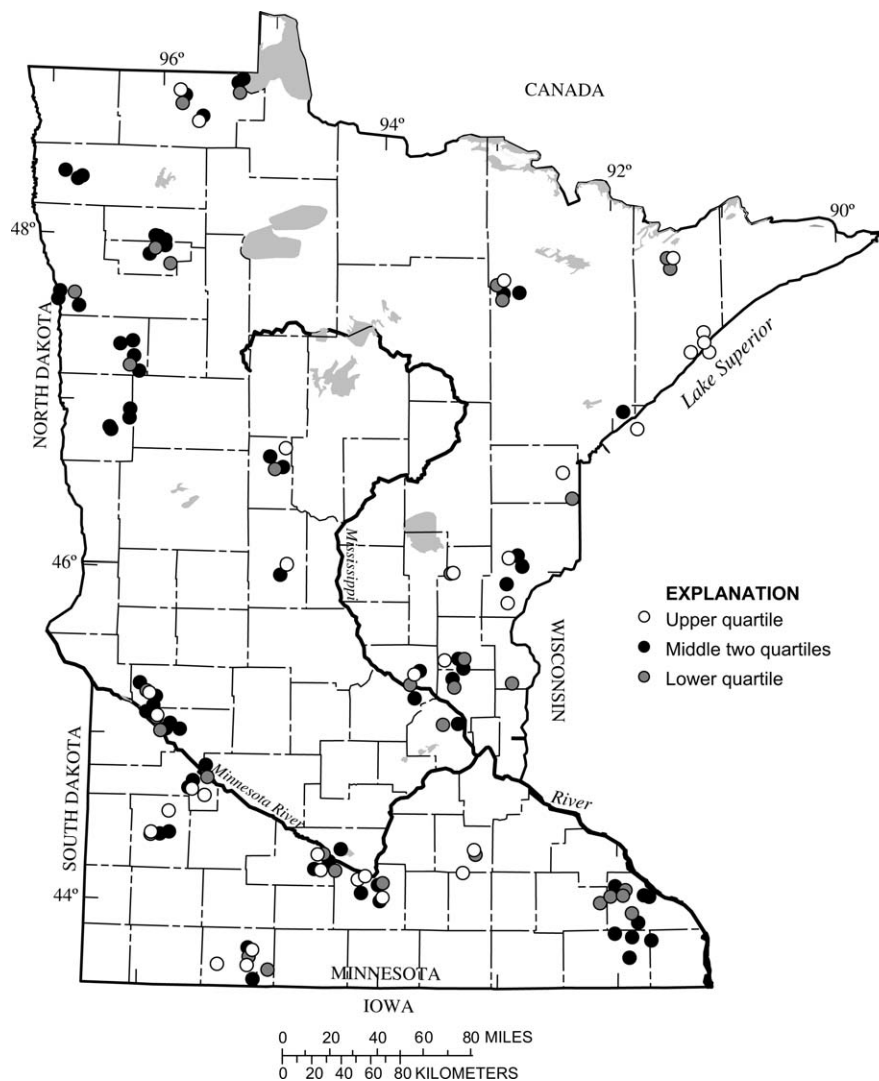 96º
CANADA
94º
92º
90º
48º
NORTH DAKOTA
Lake Superior
Mississippi
46º
EXPLANATION
Upper quartile
Middle two quartiles
Lower quartile
WISCONSIN
SOUTH DAKOTA
Minnesota River
River
44º
MINNESOTA
IOWA
0 20 40 60 80 MILES
0 20 40 60 80 KILOMETERS